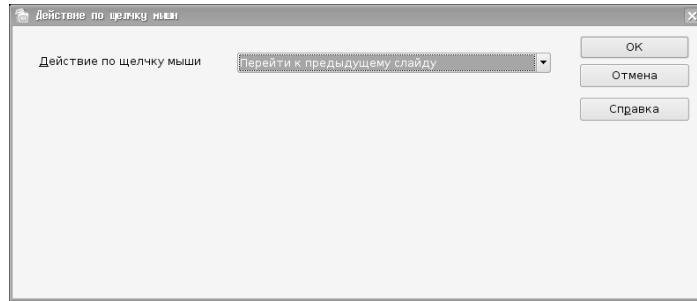 Действие по щелчку мыши
Действие по щелчку мыши
Перейти к предыдущему слайду
OK
Отмена
Справка